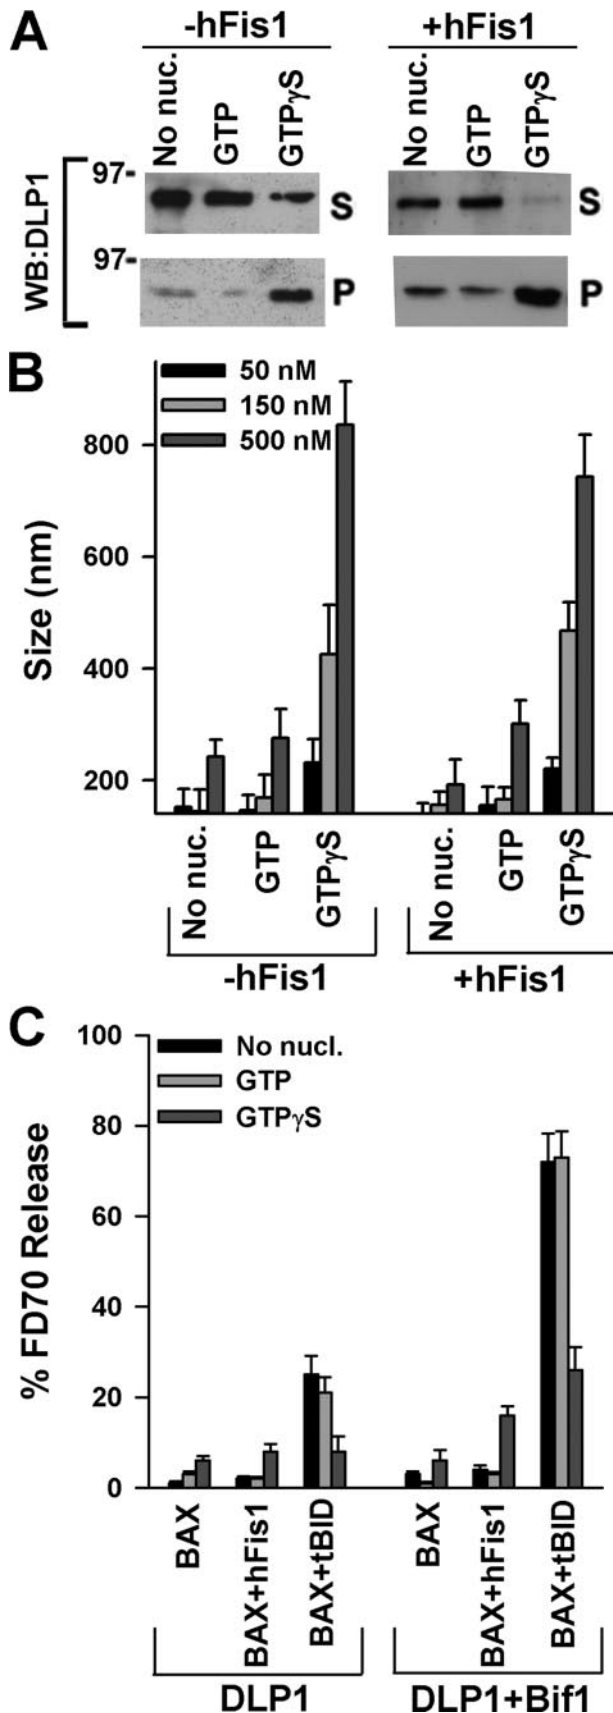 A
-hFis1 +hFis1
No nuc. GTP GTPγS No nuc. GTP GTPγS
97-
S S
WB:DLP1
97-
P P
B
50 nM
150 nM
500 nM
Size (nm)
800
600
400
200
No nuc. GTP GTPγS No nuc. GTP GTPγS
-hFis1 +hFis1
C
No nucl.
GTP
GTPγS
% FD70 Release
100
80
60
40
20
0
BAX BAX+hFis1 BAX+tBID BAX BAX+hFis1 BAX+tBID
DLP1 DLP1+Bif1